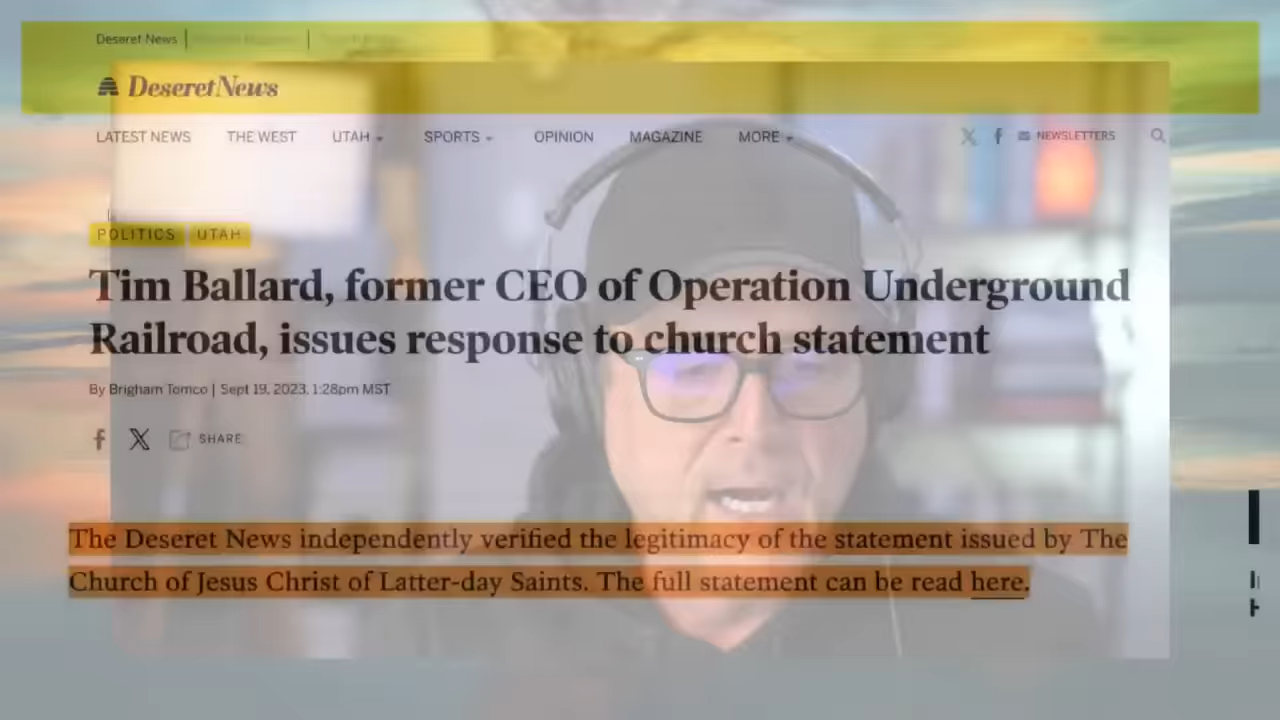 Deseret News
Deseret News
LATEST NEWS THE WEST UTAH SPORTS OPINION MAGAZINE MORE NEWSLETTERS
POLITICS UTAH
Tim Ballard, former CEO of Operation Underground
Railroad, issues response to church statement
By Brigham Tomco | Sept 19, 2023, 1:28pm MST
SHARE
The Deseret News independently verified the legitimacy of the statement issued by The
Church of Jesus Christ of Latter-day Saints. The full statement can be read here.